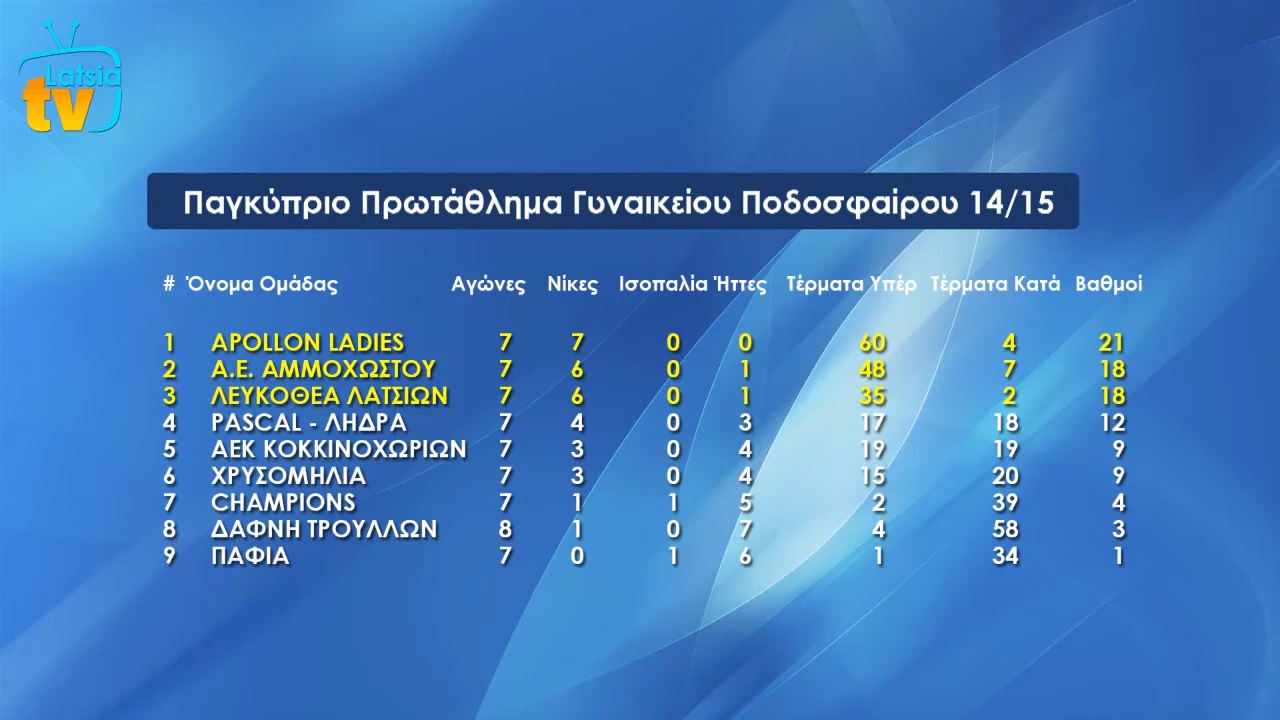 Latsia
tv
Παγκύπριο Πρωτάθλημα Γυναικείου Ποδοσφαίρου 14/15
# Όνομα Ομάδας Αγώνες Νίκες Ισοπαλία Ήττες Τέρματα Υπέρ Τέρματα Κατά Βαθμοί
1 APOLLON LADIES 7 7 0 0 60 4 21
2 Α.Ε. ΑΜΜΟΧΩΣΤΟΥ 7 6 0 1 48 7 18
3 ΛΕΥΚΟΘΕΑ ΛΑΤΣΙΩΝ 7 6 0 1 35 2 18
4 PASCAL - ΛΗΔΡΑ 7 4 0 3 17 18 12
5 ΑΕΚ ΚΟΚΚΙΝΟΧΩΡΙΩΝ 7 3 0 4 19 19 9
6 ΧΡΥΣΟΜΗΛΙΑ 7 3 0 4 15 20 9
7 CHAMPIONS 7 1 1 5 2 39 4
8 ΔΑΦΝΗ ΤΡΟΥΛΛΩΝ 8 1 0 7 4 58 3
9 ΠΑΦΙΑ 7 0 1 6 1 34 1